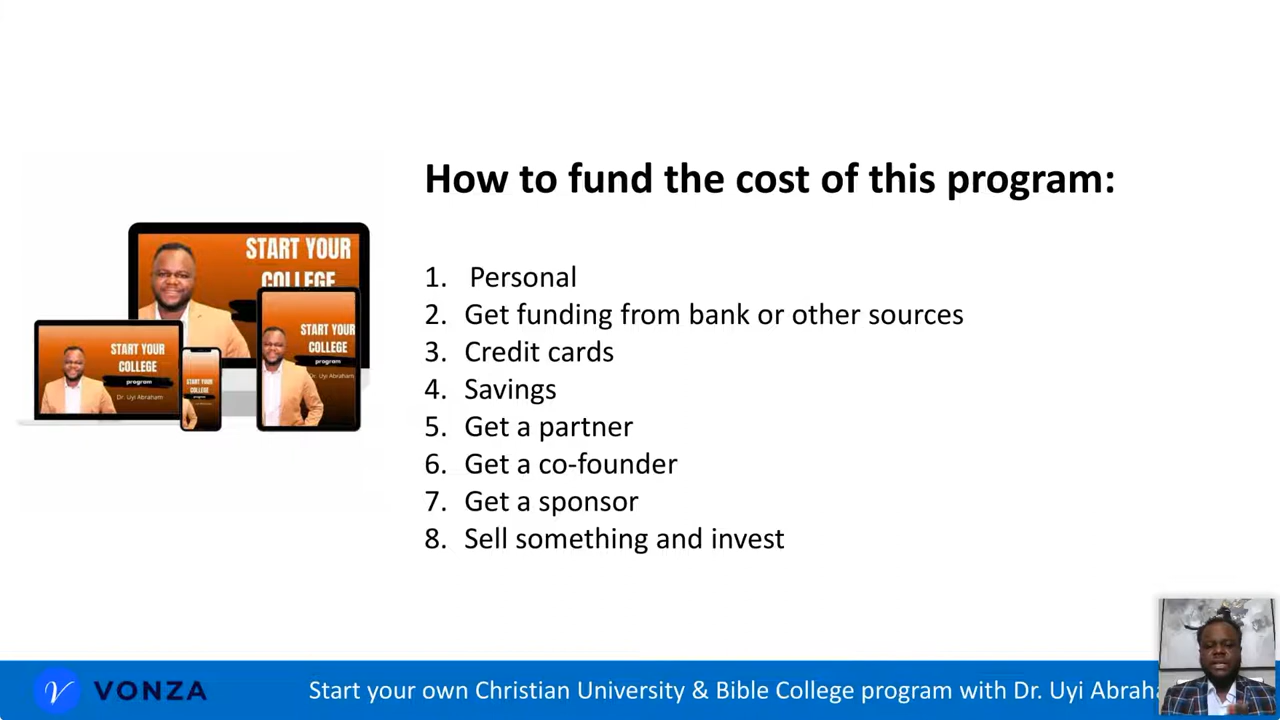 How to fund the cost of this program:
1. Personal
2. Get funding from bank or other sources
3. Credit cards
4. Savings
5. Get a partner
6. Get a co-founder
7. Get a sponsor
8. Sell something and invest
START YOUR
COLLEGE
START YOUR
COLLEGE
program
Dr. Uyi Abraham
START YOUR
COLLEGE
program
START YOUR
COLLEGE
program
Dr. Uyi Abraham
VONZA
Start your own Christian University & Bible College program with Dr. Uyi Abraha